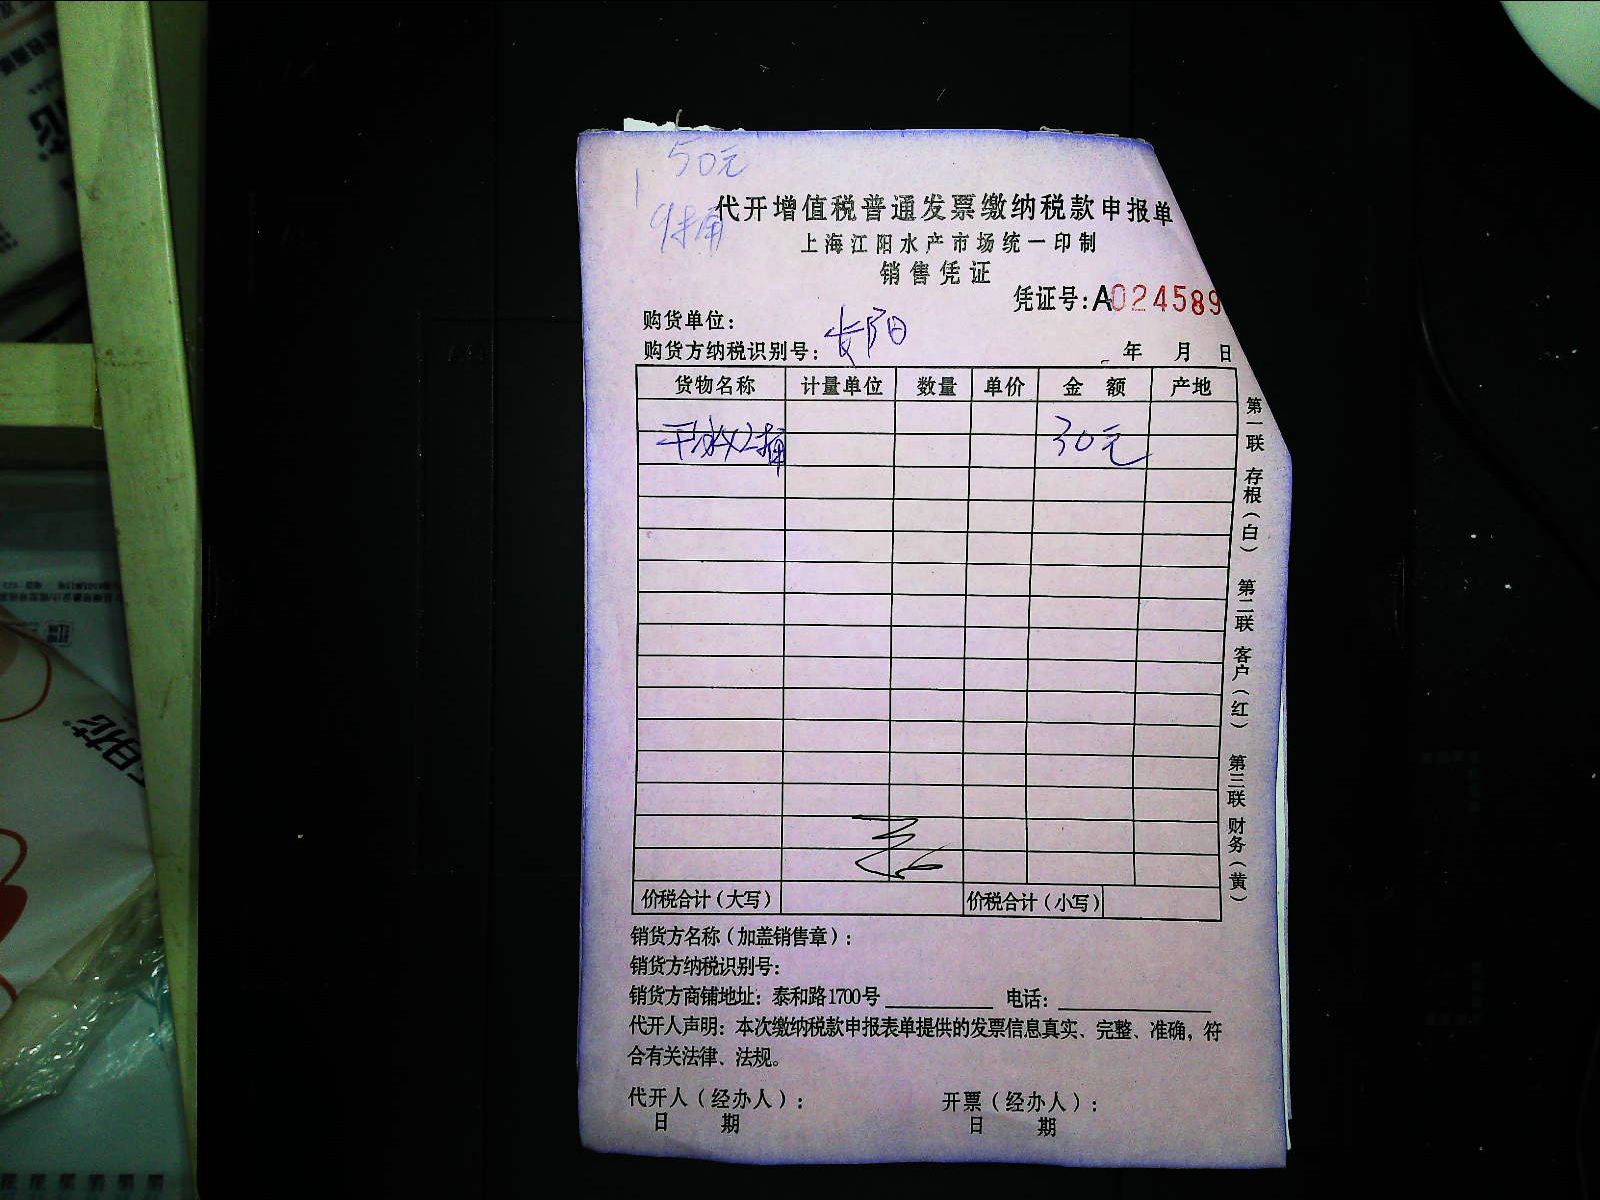 50元
代开增值税普通发票缴纳税款申报单
上海江阳水产市场统一印制
销售凭证
凭证号:A024589
购货单位:
购货方纳税识别号:
年 月 日
货物名称 计量单位 数量 单价 金 额 产地
30元
价税合计(大写) 价税合计(小写)
第一联 存根(白) 第二联 客户(红) 第三联 财务(黄)
销货方名称(加盖销售章):
销货方纳税识别号:
销货方商铺地址: 泰和路1700号 电话:
代开人声明: 本次缴纳税款申报表单提供的发票信息真实、完整、准确,符
合有关法律、法规。
代开人(经办人): 开票(经办人):
日 期 日 期